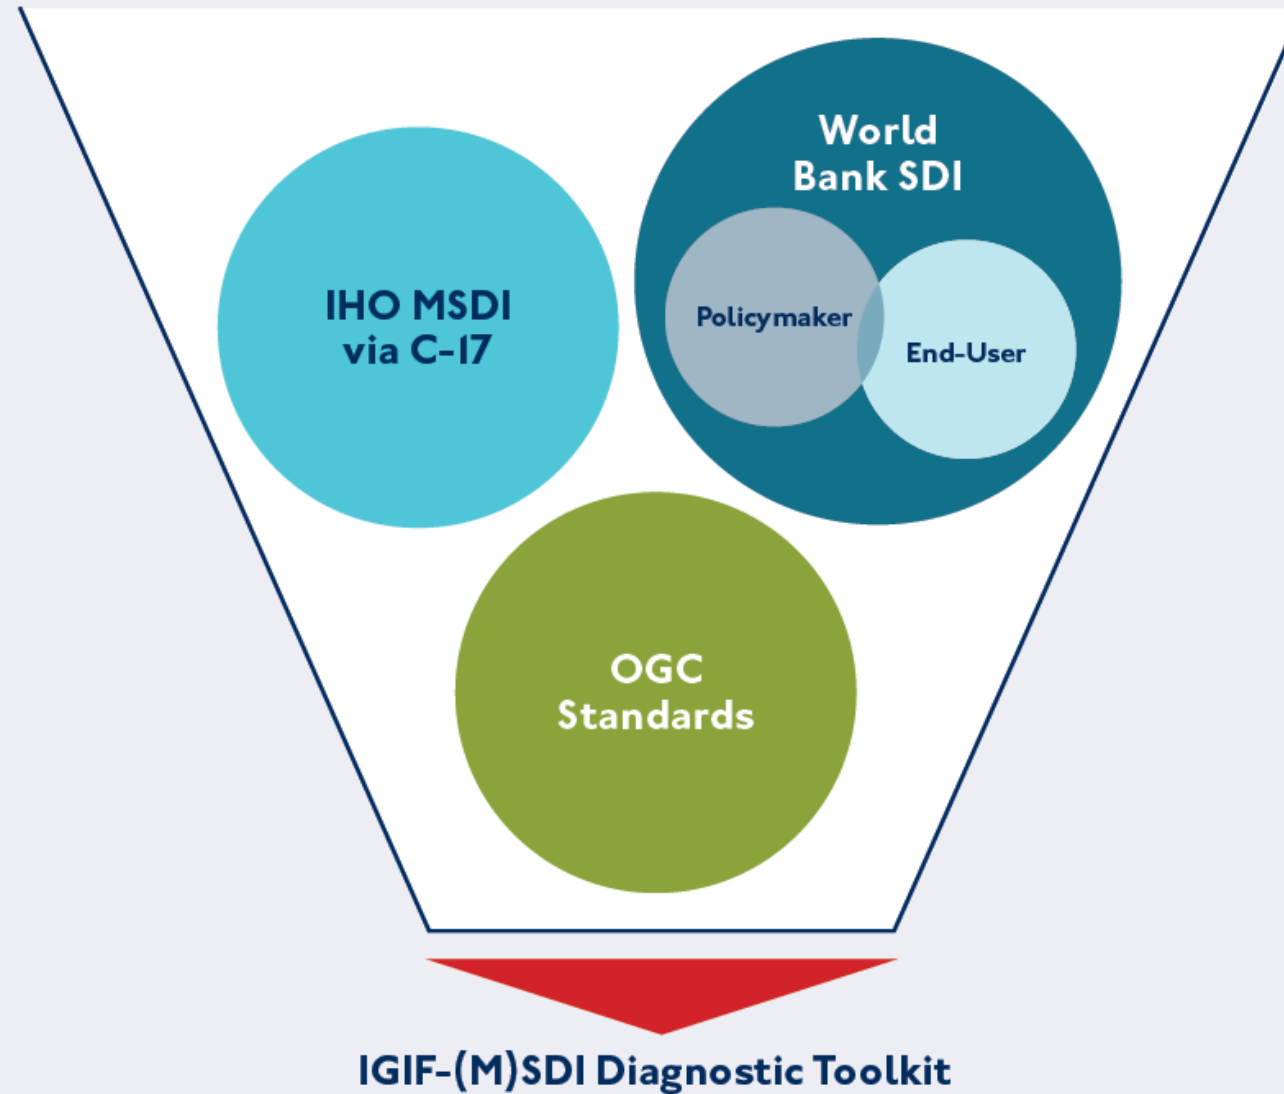 World
Bank SDI
IHO MSDI
via C-17
Policymaker
End-User
OGC
Standards
IGIF-(M)SDI Diagnostic Toolkit